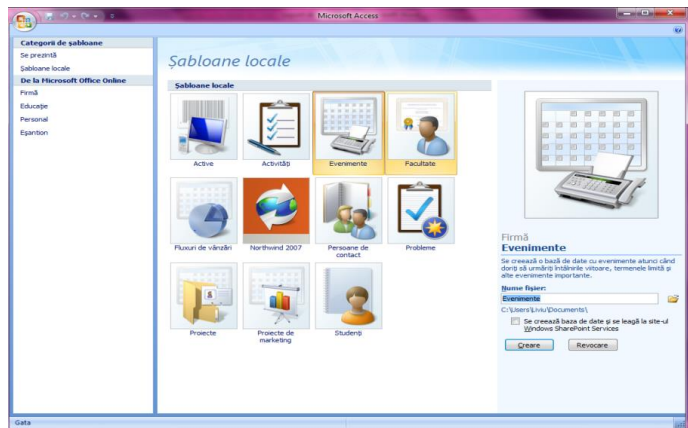 Microsoft Access
Categorii de șabloane
Se prezintă
Șabloane locale
De la Microsoft Office Online
Firmă
Educație
Personal
Eșantion
Șabloane locale
Șabloane locale
Active
Activități
Evenimente
Facultate
Fluxuri de vânzări
Northwind 2007
Persoane de
contact
Probleme
Proiecte
Proiecte de
marketing
Studenți
Firmă
Evenimente
Se creează o bază de date cu evenimente atunci când
doriți să urmăriți întâlnirile viitoare, termenele limită și
alte evenimente importante.
Nume fișier:
Evenimente
C:\Users\Liviu\Documents\
Se creează baza de date și se leagă la site-ul
Windows SharePoint Services
Creare
Revocare
Gata